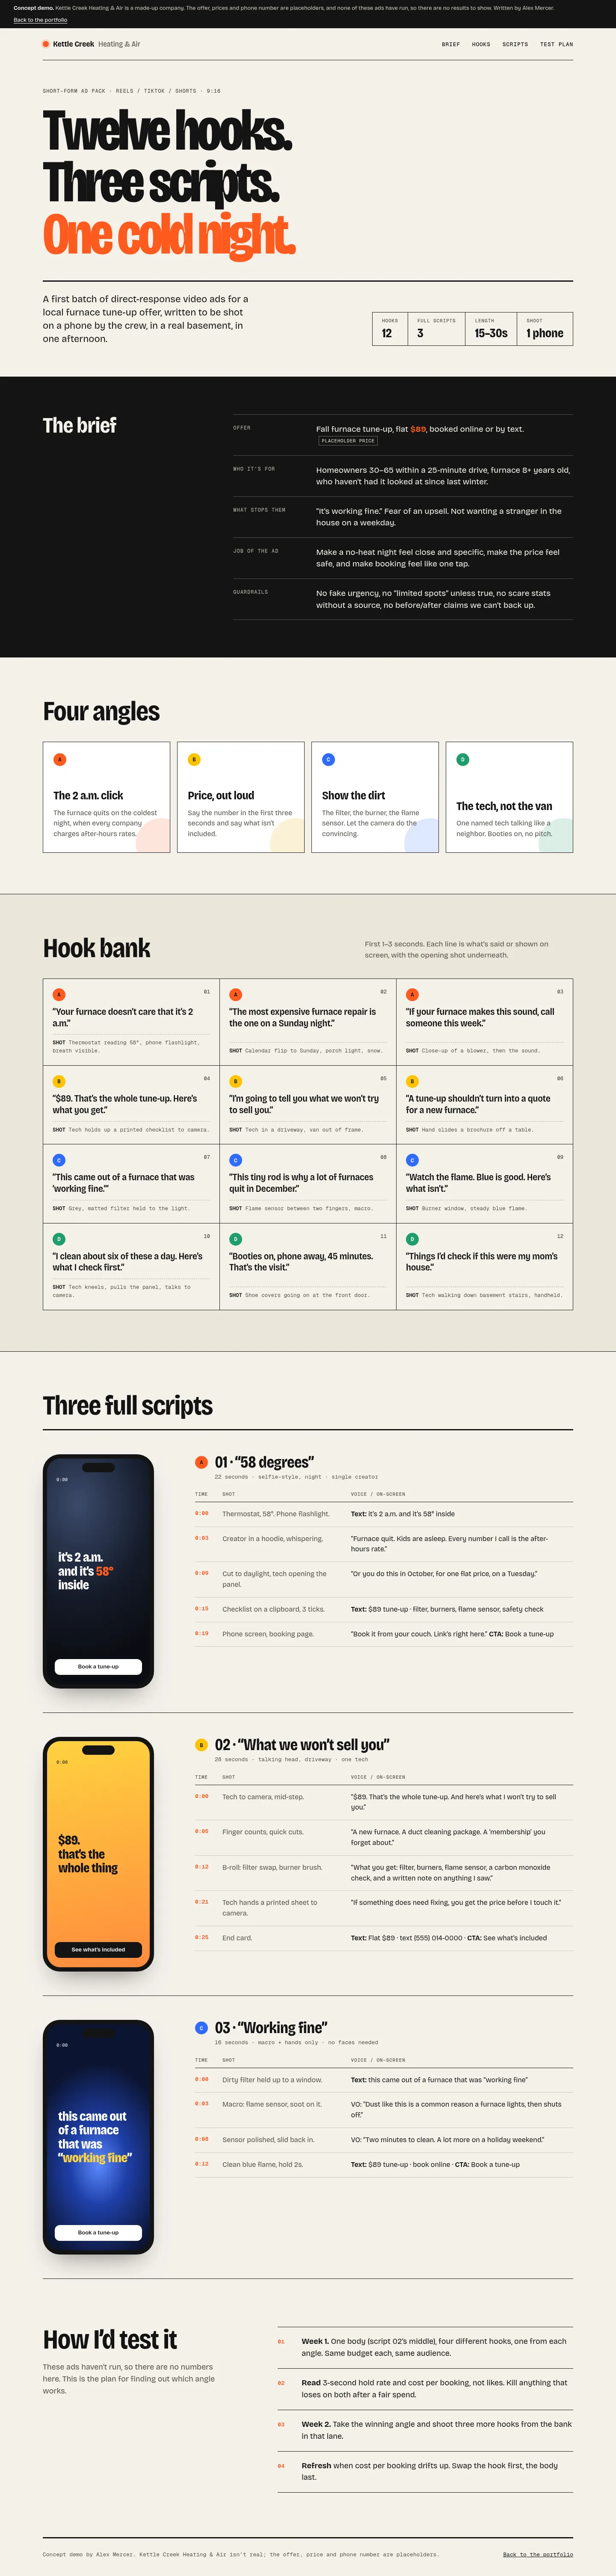 Concept demo. Kettle Creek Heating & Air is a made-up company. The offer, prices and phone number are placeholders, and none of these ads have run, so there are no results to show. Written by Alex Mercer.
Back to the portfolio
Kettle Creek Heating & Air
BRIEF HOOKS SCRIPTS TEST PLAN
SHORT-FORM AD PACK · REELS / TIKTOK / SHORTS · 9:16
Twelve hooks.
Three scripts.
One cold night.
A first batch of direct-response video ads for a
local furnace tune-up offer, written to be shot
on a phone by the crew, in a real basement, in
one afternoon.
HOOKS
12
FULL SCRIPTS
3
LENGTH
15–30s
SHOOT
1 phone
The brief
OFFER
Fall furnace tune-up, flat $89, booked online or by text.
PLACEHOLDER PRICE
WHO IT'S FOR
Homeowners 30–65 within a 25-minute drive, furnace 8+ years old,
who haven't had it looked at since last winter.
WHAT STOPS THEM
"It's working fine." Fear of an upsell. Not wanting a stranger in the
house on a weekday.
JOB OF THE AD
Make a no-heat night feel close and specific, make the price feel
safe, and make booking feel like one tap.
GUARDRAILS
No fake urgency, no "limited spots" unless true, no scare stats
without a source, no before/after claims we can't back up.
Four angles
A
The 2 a.m. click
The furnace quits on the coldest
night, when every company
charges after-hours rates.
B
Price, out loud
Say the number in the first three
seconds and say what isn't
included.
C
Show the dirt
The filter, the burner, the flame
sensor. Let the camera do the
convincing.
D
The tech, not the van
One named tech talking like a
neighbor. Booties on, no pitch.
Hook bank
First 1–3 seconds. Each line is what's said or shown on
screen, with the opening shot underneath.
A 01
"Your furnace doesn't care that it's 2
a.m."
SHOT Thermostat reading 58°, phone flashlight,
breath visible.
A 02
"The most expensive furnace repair is
the one on a Sunday night."
SHOT Calendar flip to Sunday, porch light, snow.
A 03
"If your furnace makes this sound, call
someone this week."
SHOT Close-up of a blower, then the sound.
B 04
"$89. That's the whole tune-up. Here's
what you get."
SHOT Tech holds up a printed checklist to camera.
B 05
"I'm going to tell you what we won't try
to sell you."
SHOT Tech in a driveway, van out of frame.
B 06
"A tune-up shouldn't turn into a quote
for a new furnace."
SHOT Hand slides a brochure off a table.
C 07
"This came out of a furnace that was
'working fine.'"
SHOT Grey, matted filter held to the light.
C 08
"This tiny rod is why a lot of furnaces
quit in December."
SHOT Flame sensor between two fingers, macro.
C 09
"Watch the flame. Blue is good. Here's
what isn't."
SHOT Burner window, steady blue flame.
D 10
"I clean about six of these a day. Here's
what I check first."
SHOT Tech kneels, pulls the panel, talks to
camera.
D 11
"Booties on, phone away, 45 minutes.
That's the visit."
SHOT Shoe covers going on at the front door.
D 12
"Things I'd check if this were my mom's
house."
SHOT Tech walking down basement stairs, handheld.
Three full scripts
0:00
it's 2 a.m.
and it's 58°
inside
Book a tune-up
A 01 · "58 degrees"
22 seconds · selfie-style, night · single creator
TIME SHOT VOICE / ON-SCREEN
0:00 Thermostat, 58°. Phone flashlight. Text: it's 2 a.m. and it's 58° inside
0:03 Creator in a hoodie, whispering. "Furnace quit. Kids are asleep. Every number I call is the after-
hours rate."
0:09 Cut to daylight, tech opening the
panel. "Or you do this in October, for one flat price, on a Tuesday."
0:15 Checklist on a clipboard, 3 ticks. Text: $89 tune-up · filter, burners, flame sensor, safety check
0:19 Phone screen, booking page. "Book it from your couch. Link's right here." CTA: Book a tune-up
0:00
$89.
that's the
whole thing
See what's included
B 02 · "What we won't sell you"
28 seconds · talking head, driveway · one tech
TIME SHOT VOICE / ON-SCREEN
0:00 Tech to camera, mid-step. "$89. That's the whole tune-up. And here's what I won't try to sell
you."
0:05 Finger counts, quick cuts. "A new furnace. A duct cleaning package. A 'membership' you
forget about."
0:12 B-roll: filter swap, burner brush. "What you get: filter, burners, flame sensor, a carbon monoxide
check, and a written note on anything I saw."
0:21 Tech hands a printed sheet to
camera. "If something does need fixing, you get the price before I touch it."
0:25 End card. Text: Flat $89 · text (555) 014-0000 · CTA: See what's included
0:00
this came out
of a furnace
that was
"working fine"
Book a tune-up
C 03 · "Working fine"
16 seconds · macro + hands only · no faces needed
TIME SHOT VOICE / ON-SCREEN
0:00 Dirty filter held up to a window. Text: this came out of a furnace that was "working fine"
0:03 Macro: flame sensor, soot on it. VO: "Dust like this is a common reason a furnace lights, then shuts
off."
0:08 Sensor polished, slid back in. VO: "Two minutes to clean. A lot more on a holiday weekend."
0:12 Clean blue flame, hold 2s. Text: $89 tune-up · book online · CTA: Book a tune-up
How I'd test it
These ads haven't run, so there are no numbers
here. This is the plan for finding out which angle
works.
01 Week 1. One body (script 02's middle), four different hooks, one from each
angle. Same budget each, same audience.
02 Read 3-second hold rate and cost per booking, not likes. Kill anything that
loses on both after a fair spend.
03 Week 2. Take the winning angle and shoot three more hooks from the bank
in that lane.
04 Refresh when cost per booking drifts up. Swap the hook first, the body
last.
Concept demo by Alex Mercer. Kettle Creek Heating & Air isn't real; the offer, price and phone number are placeholders.
Back to the portfolio